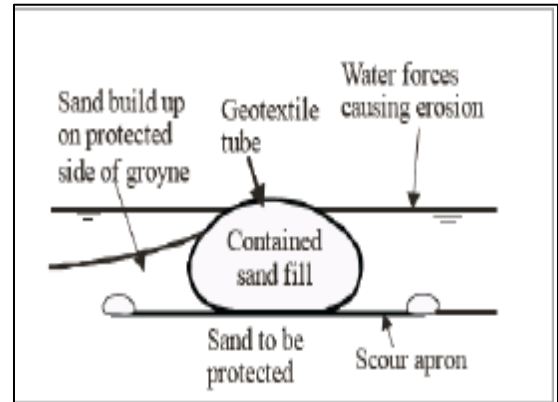 Sand build up
on protected
side of groyne
Geotextile
tube
Water forces
causing erosion
Contained
sand fill
Sand to be
protected
Scour apron